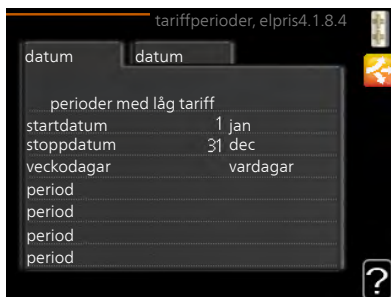 tariffperioder, elpris4.1.8.4
datum datum
perioder med låg tariff
startdatum 1 jan
stoppdatum 31 dec
veckodagar vardagar
period
period
period
period
?